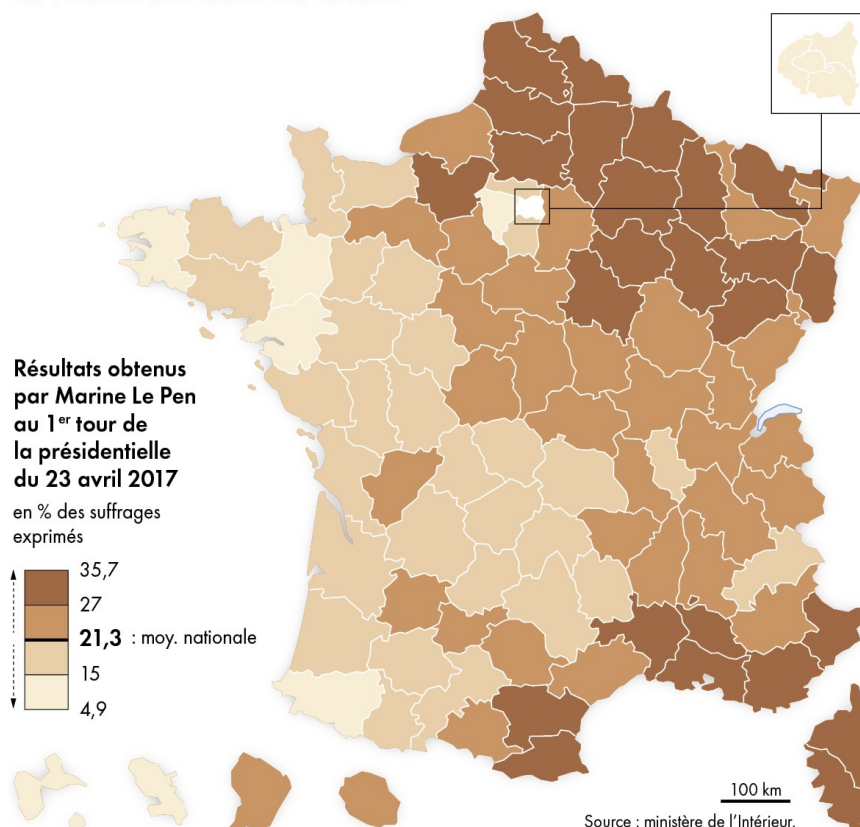 Résultats obtenus
par Marine Le Pen
au 1er tour de
la présidentielle
du 23 avril 2017
en % des suffrages
exprimés
35,7
27
21,3 : moy. nationale
15
4,9
100 km
Source : ministère de l'Intérieur.